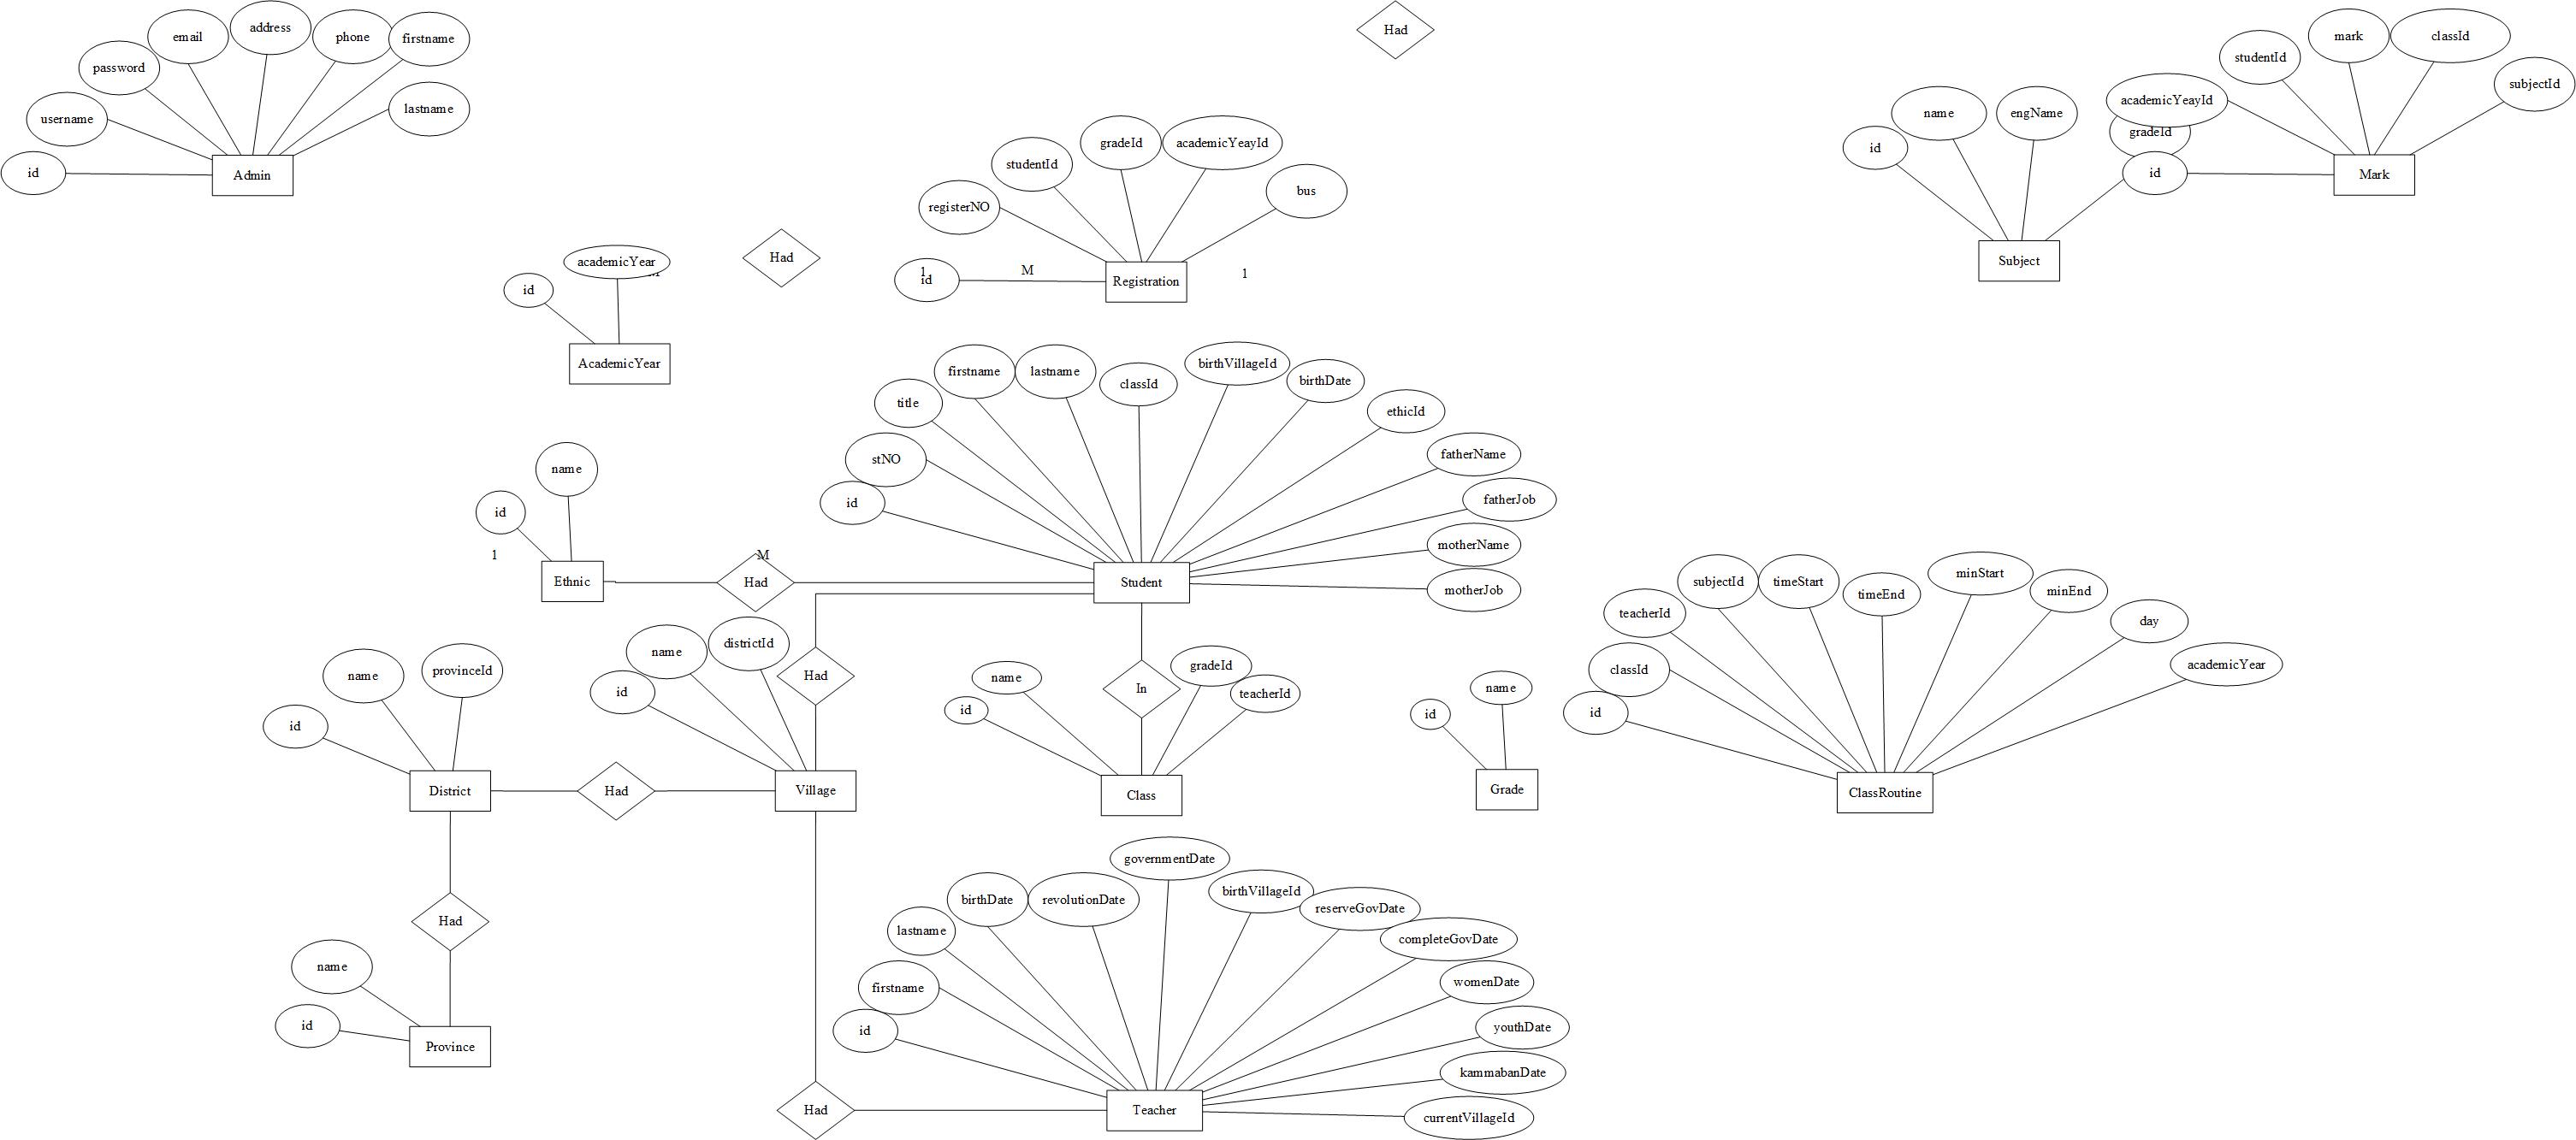 Had
email
address
phone
firstname
password
lastname
username
id
Admin
mark
classId
studentId
subjectId
academicYeayId
gradeId
id
Mark
name
engName
id
Subject
gradeId
academicYeayId
studentId
bus
registerNO
1
id
M
Registration
1
Had
academicYear
M
id
AcademicYear
firstname
lastname
classId
birthVillageId
birthDate
title
ethicId
stNO
fatherName
id
fatherJob
motherName
motherJob
Student
name
id
1
Ethnic
M
Had
subjectId
timeStart
timeEnd
minStart
minEnd
teacherId
day
classId
academicYear
id
ClassRoutine
name
districtId
id
Had
Village
name
provinceId
id
District
Had
In
name
gradeId
id
teacherId
Class
name
id
Grade
Had
name
id
Province
governmentDate
birthDate
revolutionDate
birthVillageId
reserveGovDate
lastname
completeGovDate
firstname
womenDate
id
youthDate
kammabanDate
Had
Teacher
currentVillageId